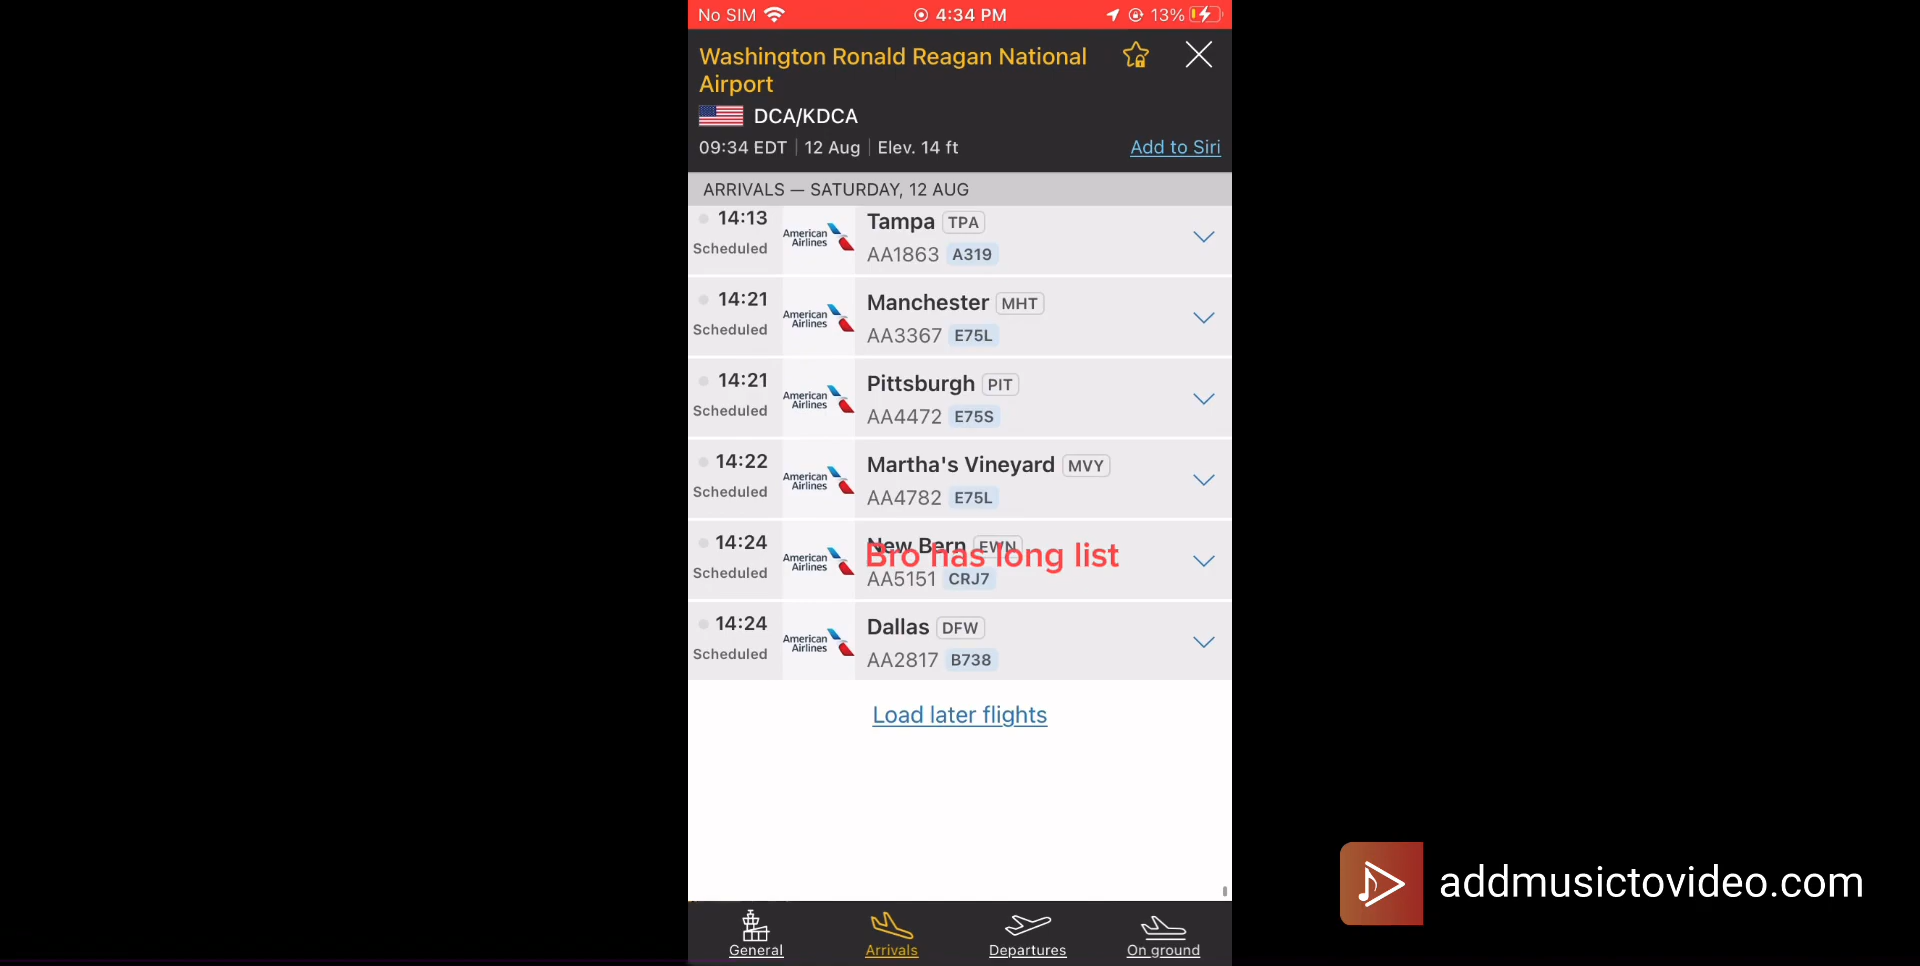 No SIM 4:34 PM 13%
Washington Ronald Reagan National
Airport
DCA/KDCA
09:34 EDT | 12 Aug | Elev. 14 ft Add to Siri
ARRIVALS — SATURDAY, 12 AUG
14:13 Scheduled American Airlines Tampa TPA
AA1863 A319
14:21 Scheduled American Airlines Manchester MHT
AA3367 E75L
14:21 Scheduled American Airlines Pittsburgh PIT
AA4472 E75S
14:22 Scheduled American Airlines Martha's Vineyard MVY
AA4782 E75L
14:24 Scheduled American Airlines New Bern EWN
Bro has long list
AA5151 CRJ7
14:24 Scheduled American Airlines Dallas DFW
AA2817 B738
Load later flights
General Arrivals Departures On ground
addmusictovideo.com